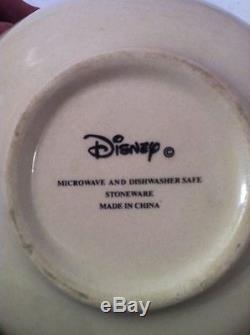 Disney ©
MICROWAVE AND DISHWASHER SAFE
STONEWARE
MADE IN CHINA